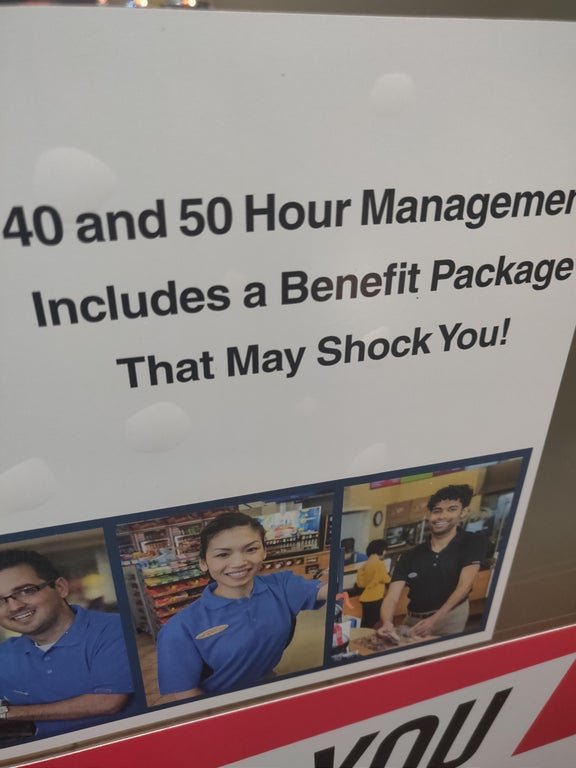 40 and 50 Hour Managemen
Includes a Benefit Package
That May Shock You!
YOU